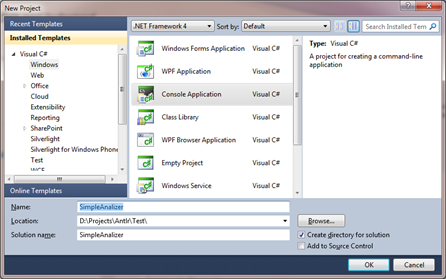 New Project
Recent Templates
.NET Framework 4 Sort by: Default
Search Installed Tem
Installed Templates
Visual C#
Windows
Web
Office
Cloud
Extensibility
Reporting
SharePoint
Silverlight
Silverlight for Windows Phone
Test
WCF
Online Templates
Windows Forms Application Visual C#
WPF Application Visual C#
Console Application Visual C#
Class Library Visual C#
WPF Browser Application Visual C#
Empty Project Visual C#
Windows Service Visual C#
Type: Visual C#
A project for creating a command-line
application
Name: SimpleAnalizer
Location: D:\Projects\Antlr\Test\
Browse...
Solution name: SimpleAnalizer
Create directory for solution
Add to Source Control
OK Cancel